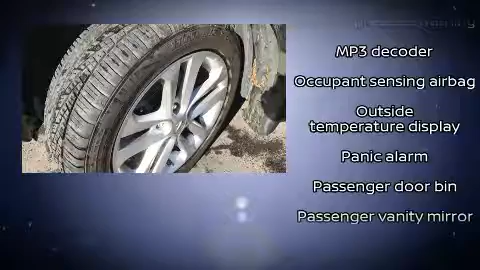 MP3 decoder
Occupant sensing airbag
Outside
temperature display
Panic alarm
Passenger door bin
Passenger vanity mirror